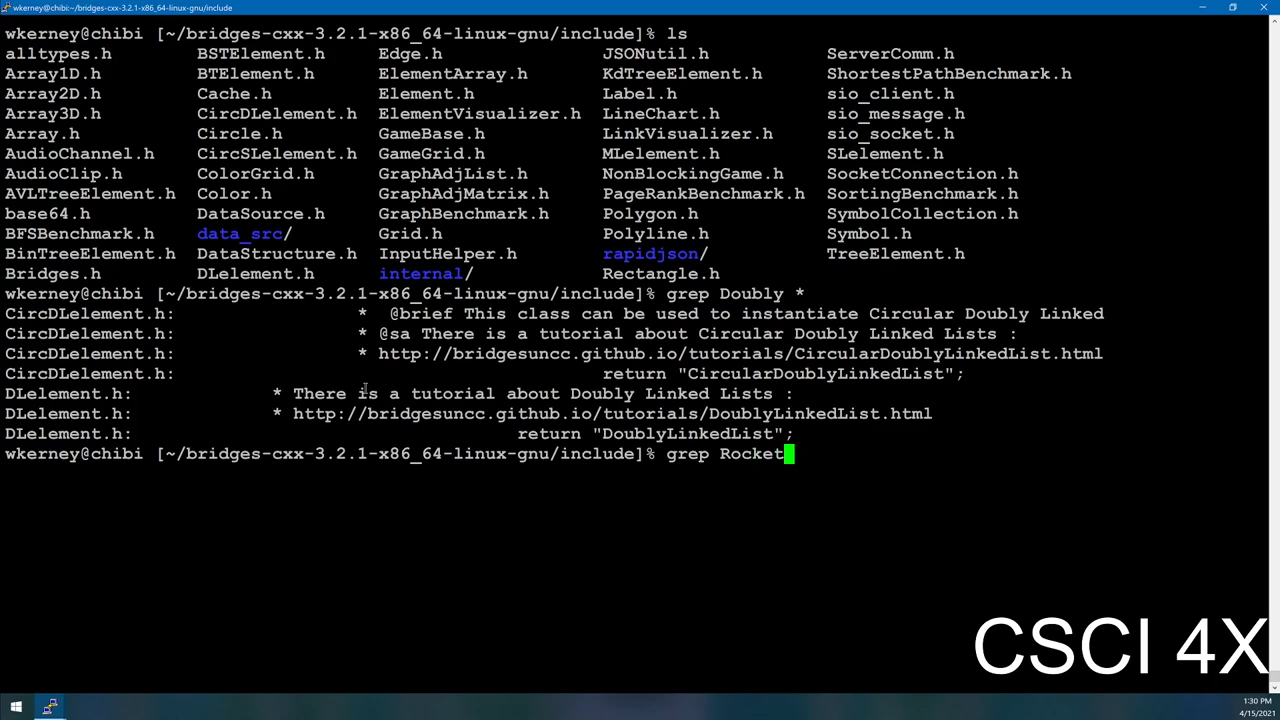 wkerney@chibi:~/bridges-cxx-3.2.1-x86_64-linux-gnu/include
wkerney@chibi [~/bridges-cxx-3.2.1-x86_64-linux-gnu/include]% ls
alltypes.h BSTElement.h Edge.h JSONutil.h ServerComm.h
Array1D.h BTElement.h ElementArray.h KdTreeElement.h ShortestPathBenchmark.h
Array2D.h Cache.h Element.h Label.h sio_client.h
Array3D.h CircDLelement.h ElementVisualizer.h LineChart.h sio_message.h
Array.h Circle.h GameBase.h LinkVisualizer.h sio_socket.h
AudioChannel.h CircSLelement.h GameGrid.h MLelement.h SLelement.h
AudioClip.h ColorGrid.h GraphAdjList.h NonBlockingGame.h SocketConnection.h
AVLTreeElement.h Color.h GraphAdjMatrix.h PageRankBenchmark.h SortingBenchmark.h
base64.h DataSource.h GraphBenchmark.h Polygon.h SymbolCollection.h
BFSBenchmark.h data_src/ Grid.h Polyline.h Symbol.h
BinTreeElement.h DataStructure.h InputHelper.h rapidjson/ TreeElement.h
Bridges.h DLelement.h internal/ Rectangle.h
wkerney@chibi [~/bridges-cxx-3.2.1-x86_64-linux-gnu/include]% grep Doubly *
CircDLelement.h: * @brief This class can be used to instantiate Circular Doubly Linked
CircDLelement.h: * @sa There is a tutorial about Circular Doubly Linked Lists :
CircDLelement.h: * http://bridgesuncc.github.io/tutorials/CircularDoublyLinkedList.html
CircDLelement.h: return "CircularDoublyLinkedList";
DLelement.h: * There is a tutorial about Doubly Linked Lists :
DLelement.h: * http://bridgesuncc.github.io/tutorials/DoublyLinkedList.html
DLelement.h: return "DoublyLinkedList";
wkerney@chibi [~/bridges-cxx-3.2.1-x86_64-linux-gnu/include]% grep Rocket
CSCI 4X
1:30 PM
4/15/2021